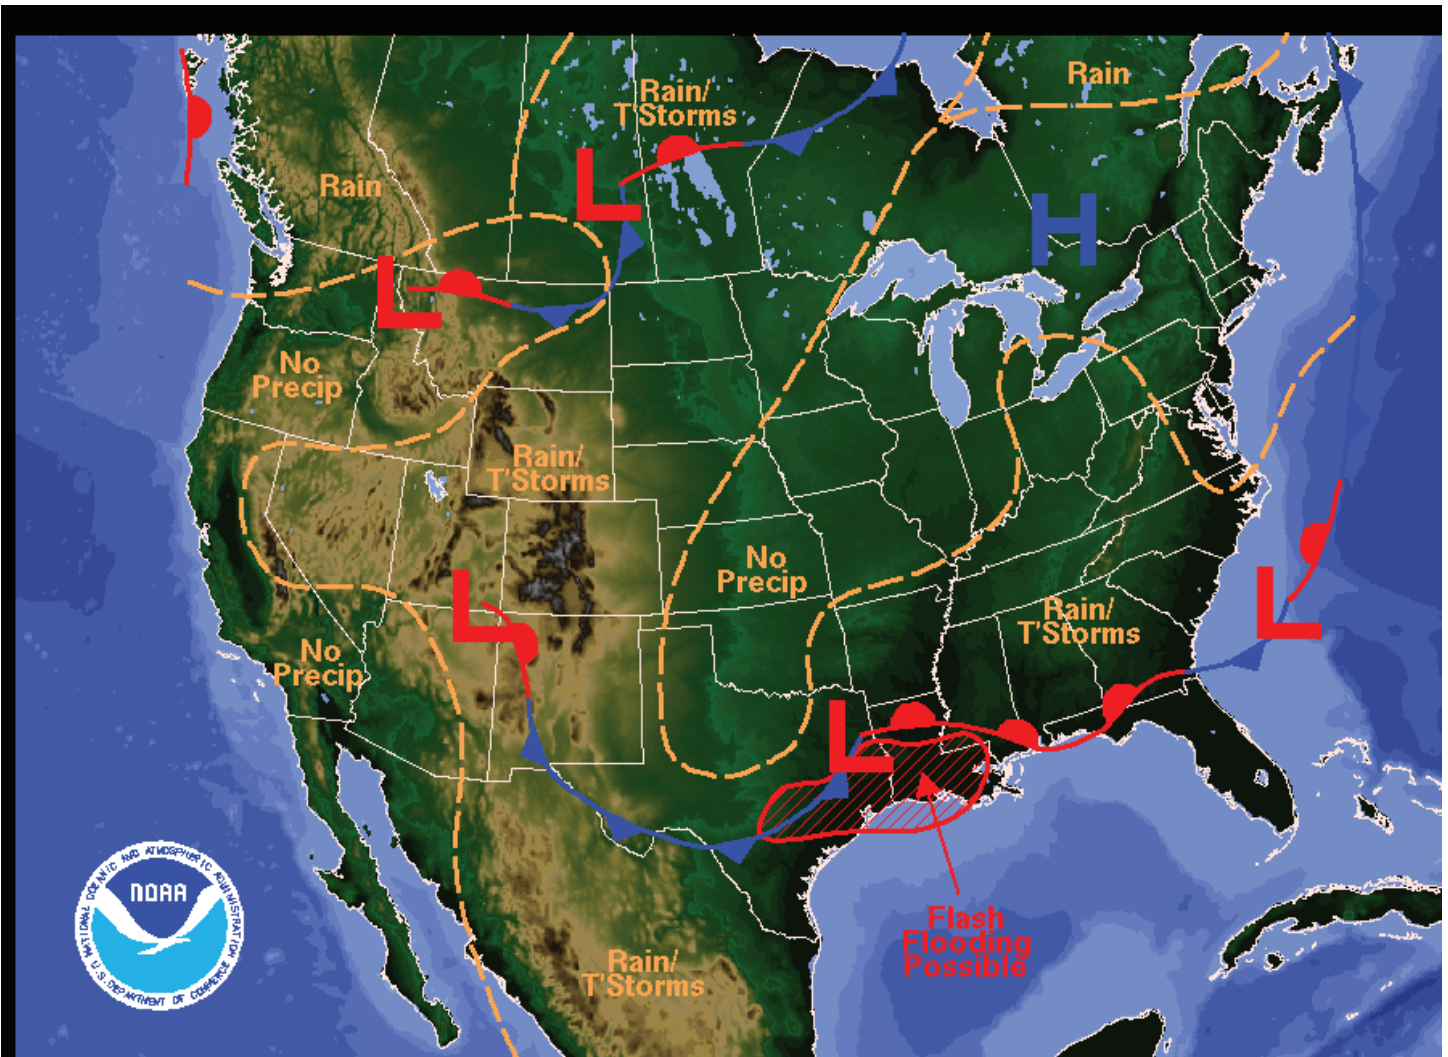 Rain/
T'Storms
Rain
Rain
L
H
L
No
Precip
Rain/
T'Storms
No
Precip
L
Rain/
T'Storms
L
No
Precip
L
Flash
Flooding
Possible
Rain/
T'Storms
NATIONAL OCEANIC AND ATMOSPHERIC ADMINISTRATION
NOAA
U.S. DEPARTMENT OF COMMERCE